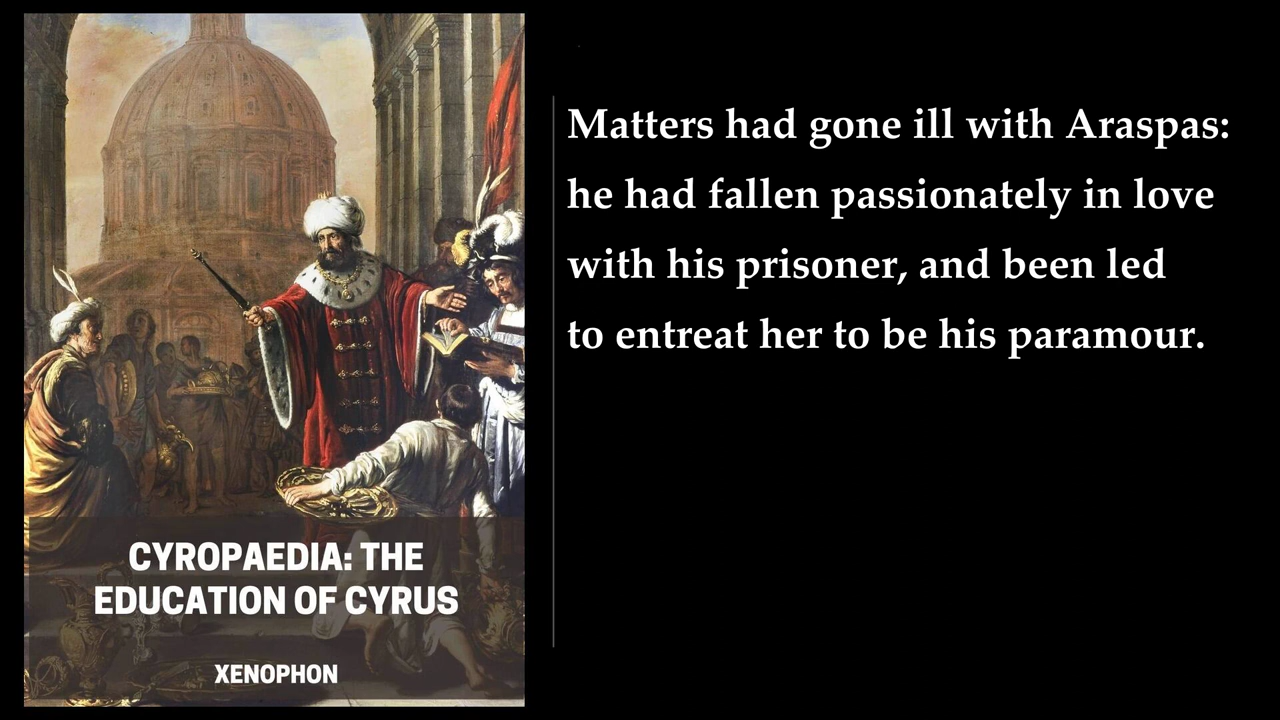 CYROPAEDIA: THE
EDUCATION OF CYRUS
XENOPHON
Matters had gone ill with Araspas:
he had fallen passionately in love
with his prisoner, and been led
to entreat her to be his paramour.